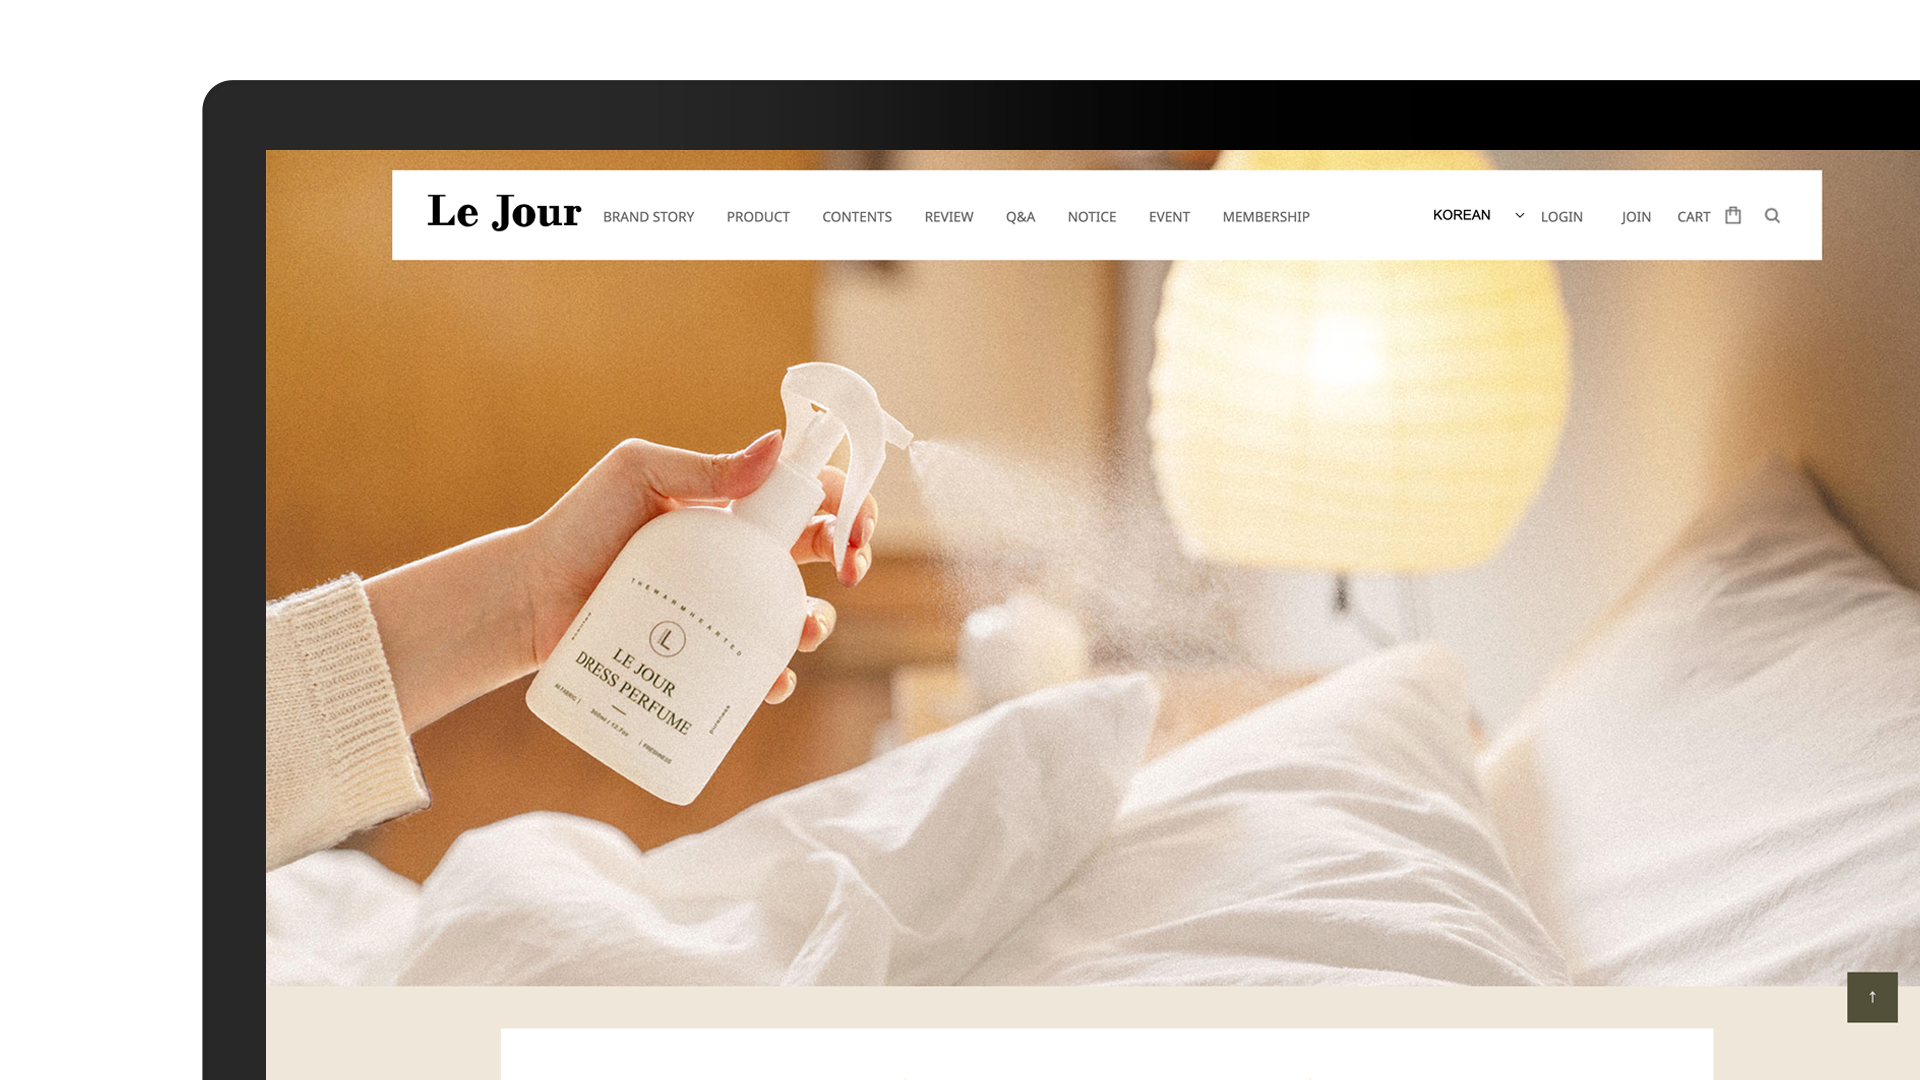 Le Jour
BRAND STORY PRODUCT CONTENTS REVIEW Q&A NOTICE EVENT MEMBERSHIP
KOREAN LOGIN JOIN CART
THEWARMHEARTED
L
LE JOUR
DRESS PERFUME
| FRESHNESS
↑